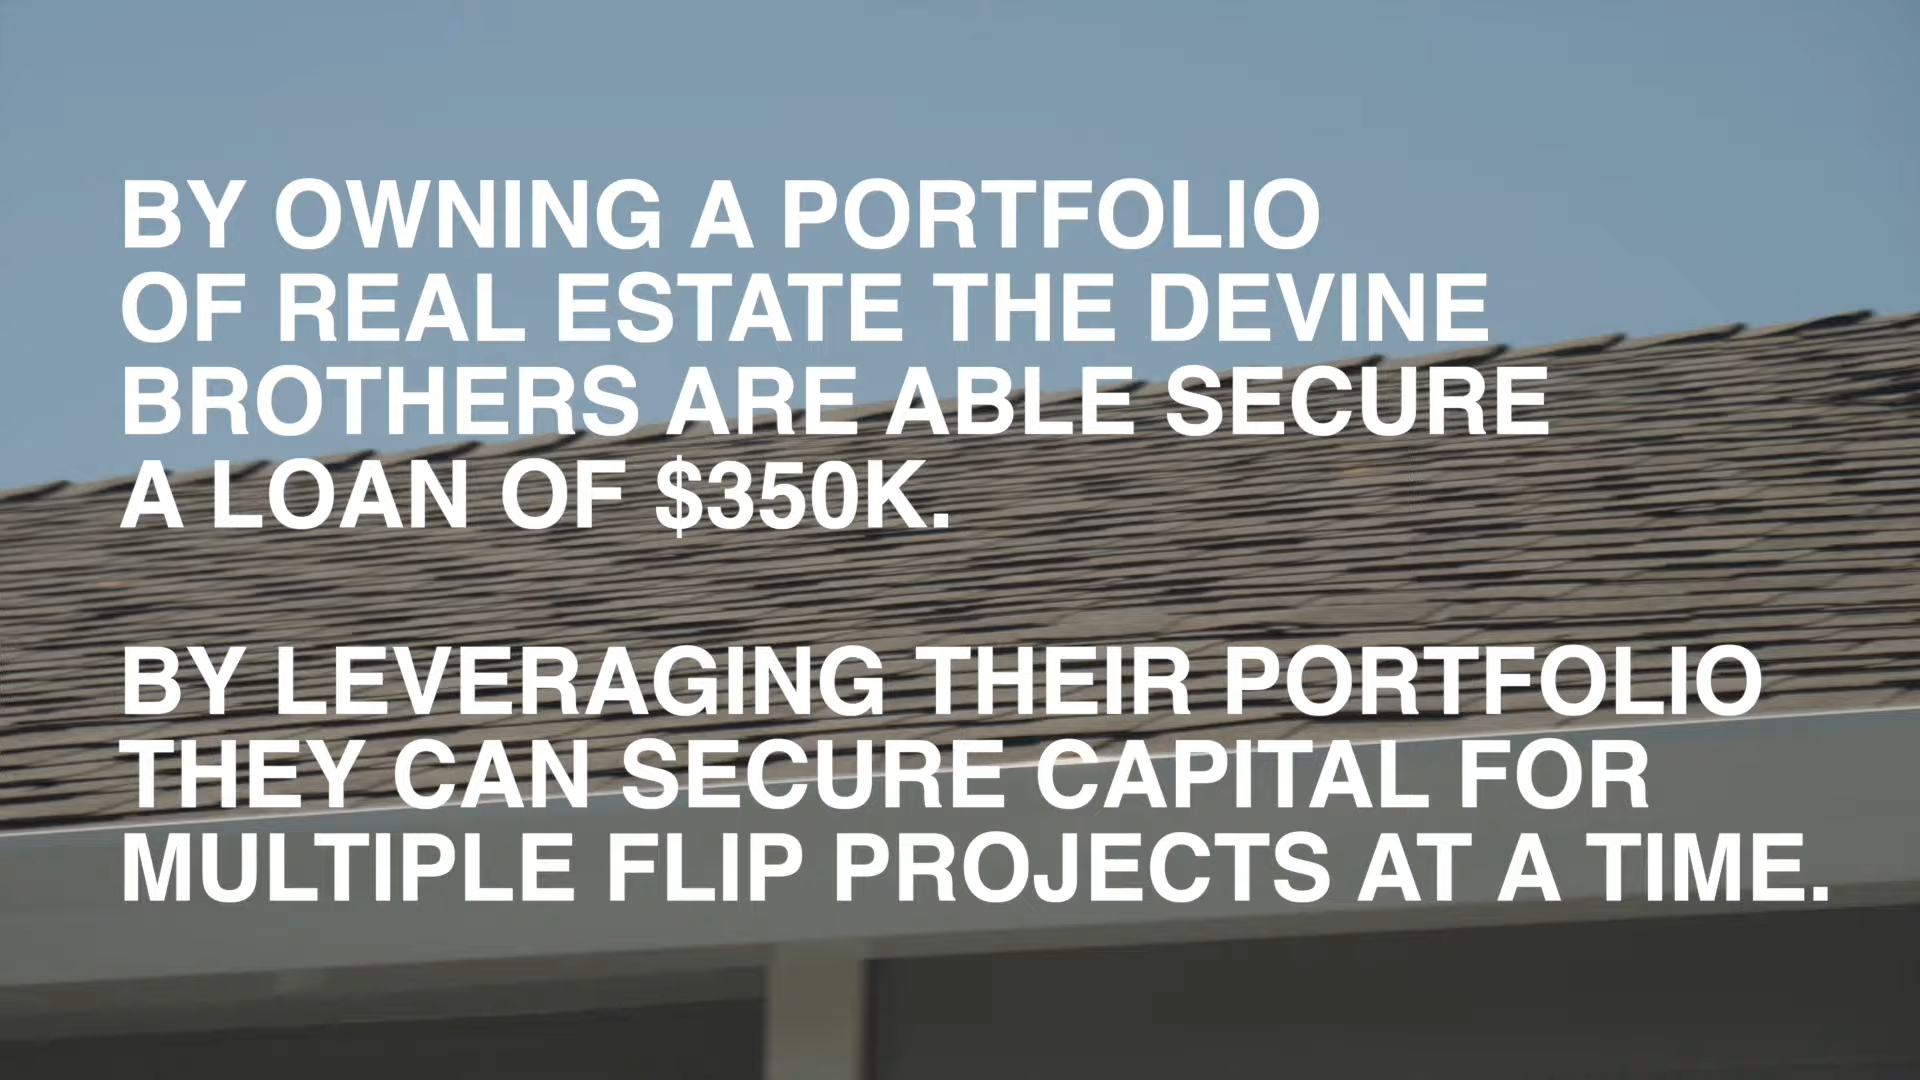 BY OWNING A PORTFOLIO
OF REAL ESTATE THE DEVINE
BROTHERS ARE ABLE SECURE
A LOAN OF $350K.
BY LEVERAGING THEIR PORTFOLIO
THEY CAN SECURE CAPITAL FOR
MULTIPLE FLIP PROJECTS AT A TIME.